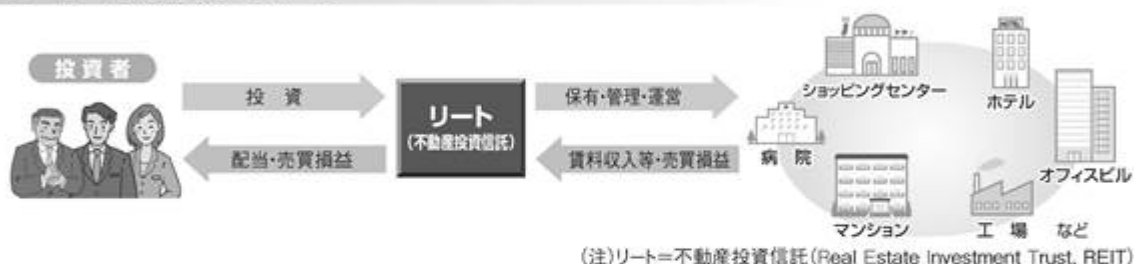 投資者
投 資
配当・売買損益
リート
(不動産投資信託)
保有・管理・運営
賃料収入等・売買損益
ショッピングセンター
HOTEL
ホテル
病 院
オフィスビル
マンション
工 場 など
(注)リート=不動産投資信託(Real Estate Investment Trust, REIT)